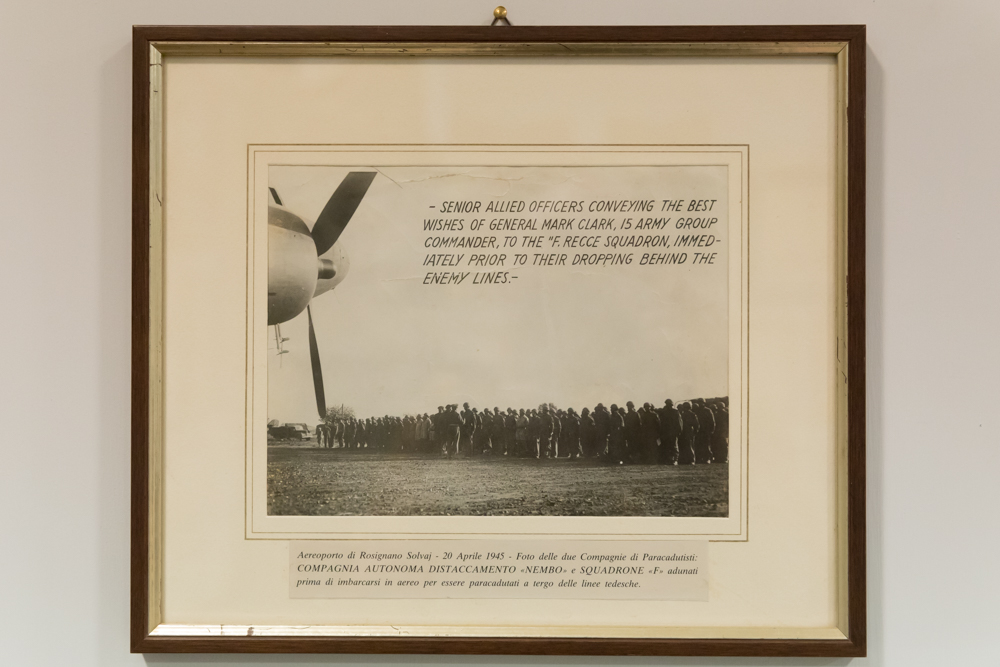 - SENIOR ALLIED OFFICERS CONVEYING THE BEST
WISHES OF GENERAL MARK CLARK, 15 ARMY GROUP
COMMANDER, TO THE "F. RECCE SQUADRON, IMMED-
IATELY PRIOR TO THEIR DROPPING BEHIND THE
ENEMY LINES.-
Aereoporto di Rosignano Solvaj - 20 Aprile 1945 - Foto delle due Compagnie di Paracadutisti:
COMPAGNIA AUTONOMA DISTACCAMENTO «NEMBO» e SQUADRONE «F» adunati
prima di imbarcarsi in aereo per essere paracadutati a tergo delle linee tedesche.